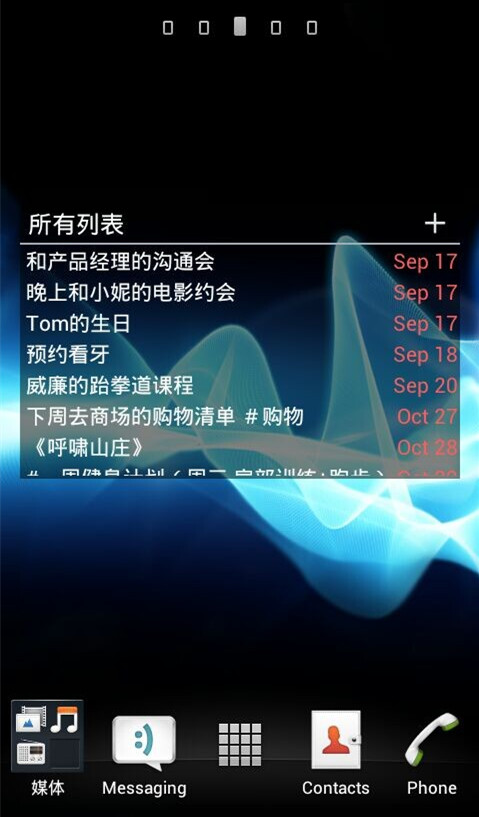 所有列表 +
和产品经理的沟通会 Sep 17
晚上和小妮的电影约会 Sep 17
Tom的生日 Sep 17
预约看牙 Sep 18
威廉的跆拳道课程 Sep 20
下周去商场的购物清单 #购物 Oct 27
《呼啸山庄》 Oct 28
媒体 Messaging Contacts Phone